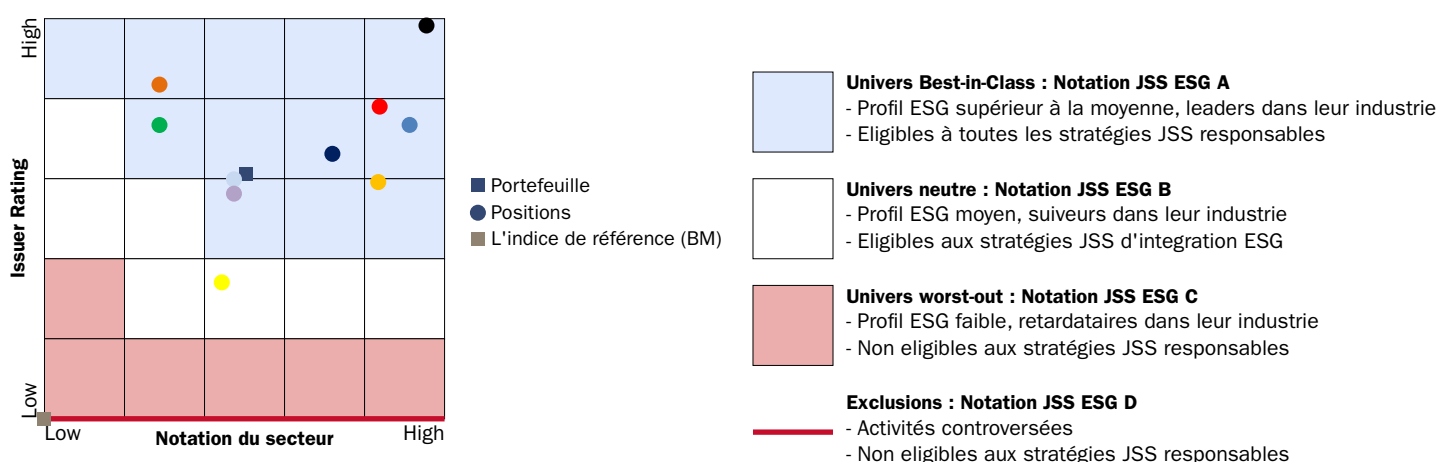 High
Issuer Rating
Low
Low
Notation du secteur
High
Portefeuille
Positions
L'indice de référence (BM)
Univers Best-in-Class : Notation JSS ESG A
- Profil ESG supérieur à la moyenne, leaders dans leur industrie
- Eligibles à toutes les stratégies JSS responsables
Univers neutre : Notation JSS ESG B
- Profil ESG moyen, suiveurs dans leur industrie
- Eligibles aux stratégies JSS d'integration ESG
Univers worst-out : Notation JSS ESG C
- Profil ESG faible, retardataires dans leur industrie
- Non eligibles aux stratégies JSS responsables
Exclusions : Notation JSS ESG D
- Activités controversées
- Non eligibles aux stratégies JSS responsables